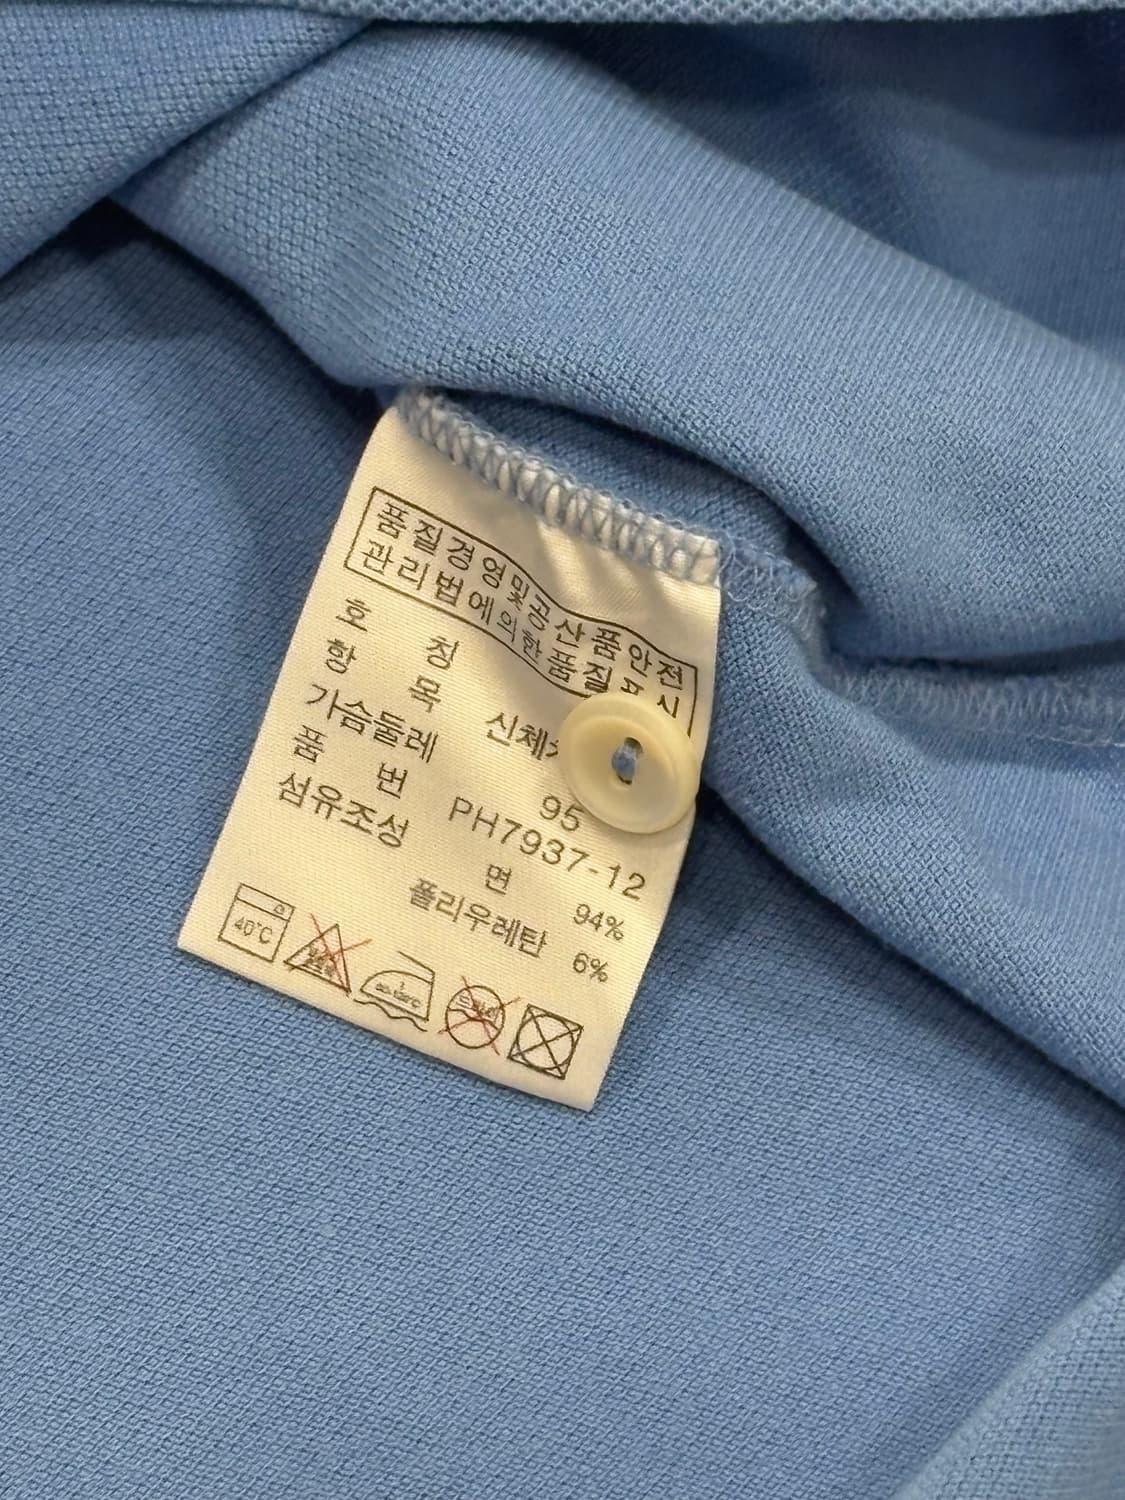 품질경영및공산품안전
관리법에의한품질표시
호 칭
항 목 신체
가슴둘레 95
품 번 PH7937-12
섬유조성 면 94%
폴리우레탄 6%
40°C